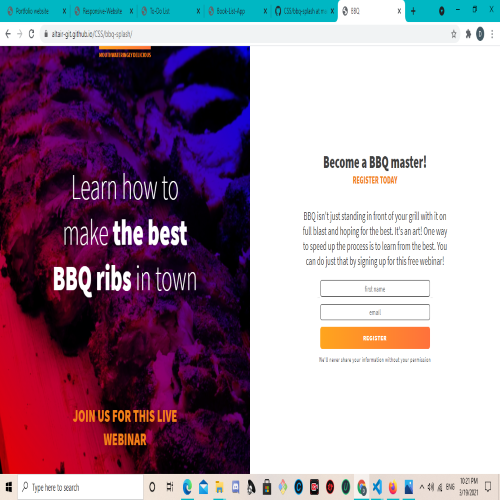 Portfolio website
Responsive-Website
To-Do List
Book-List-App
CSS/bbq-splash at m
BBQ
altair-git.github.io/CSS/bbq-splash/
MOUTHWATERINGLY DELICIOUS
Learn how to
make the best
BBQ ribs in town
JOIN US FOR THIS LIVE
WEBINAR
Become a BBQ master!
REGISTER TODAY
BBQ isn't just standing in front of your grill with it on
full blast and hoping for the best. It's an art! One way
to speed up the process is to learn from the best. You
can do just that by signing up for this free webinar!
first name
email
REGISTER
We'll never share your information without your permission
Type here to search
ENG
10:21 PM
3/19/2021